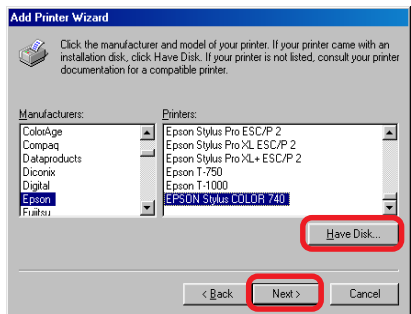 Add Printer Wizard
Click the manufacturer and model of your printer. If your printer came with an
installation disk, click Have Disk. If your printer is not listed, consult your printer
documentation for a compatible printer.
Manufacturers:
ColorAge
Compaq
Dataproducts
Diconix
Digital
Epson
Fujitsu
Printers:
Epson Stylus Pro ESC/P 2
Epson Stylus Pro XL ESC/P 2
Epson Stylus Pro XL+ ESC/P 2
Epson T-750
Epson T-1000
EPSON Stylus COLOR 740
Have Disk...
< Back
Next >
Cancel